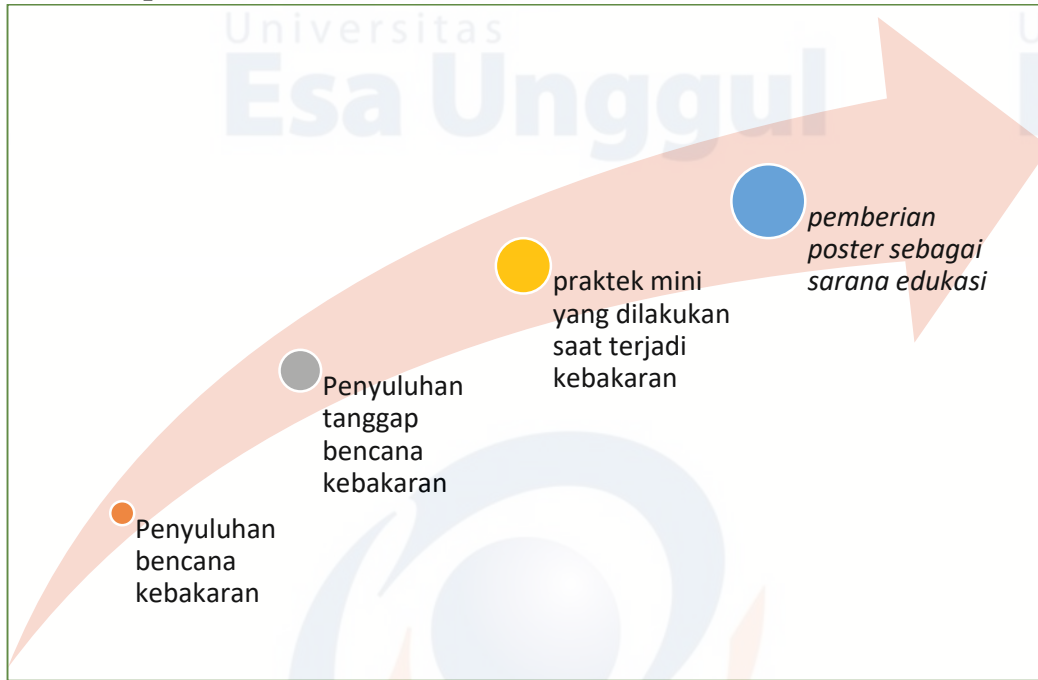 Universitas
Esa Unggul
pemberian
poster sebagai
sarana edukasi
praktek mini
yang dilakukan
saat terjadi
kebakaran
Penyuluhan
tanggap
bencana
kebakaran
Penyuluhan
bencana
kebakaran